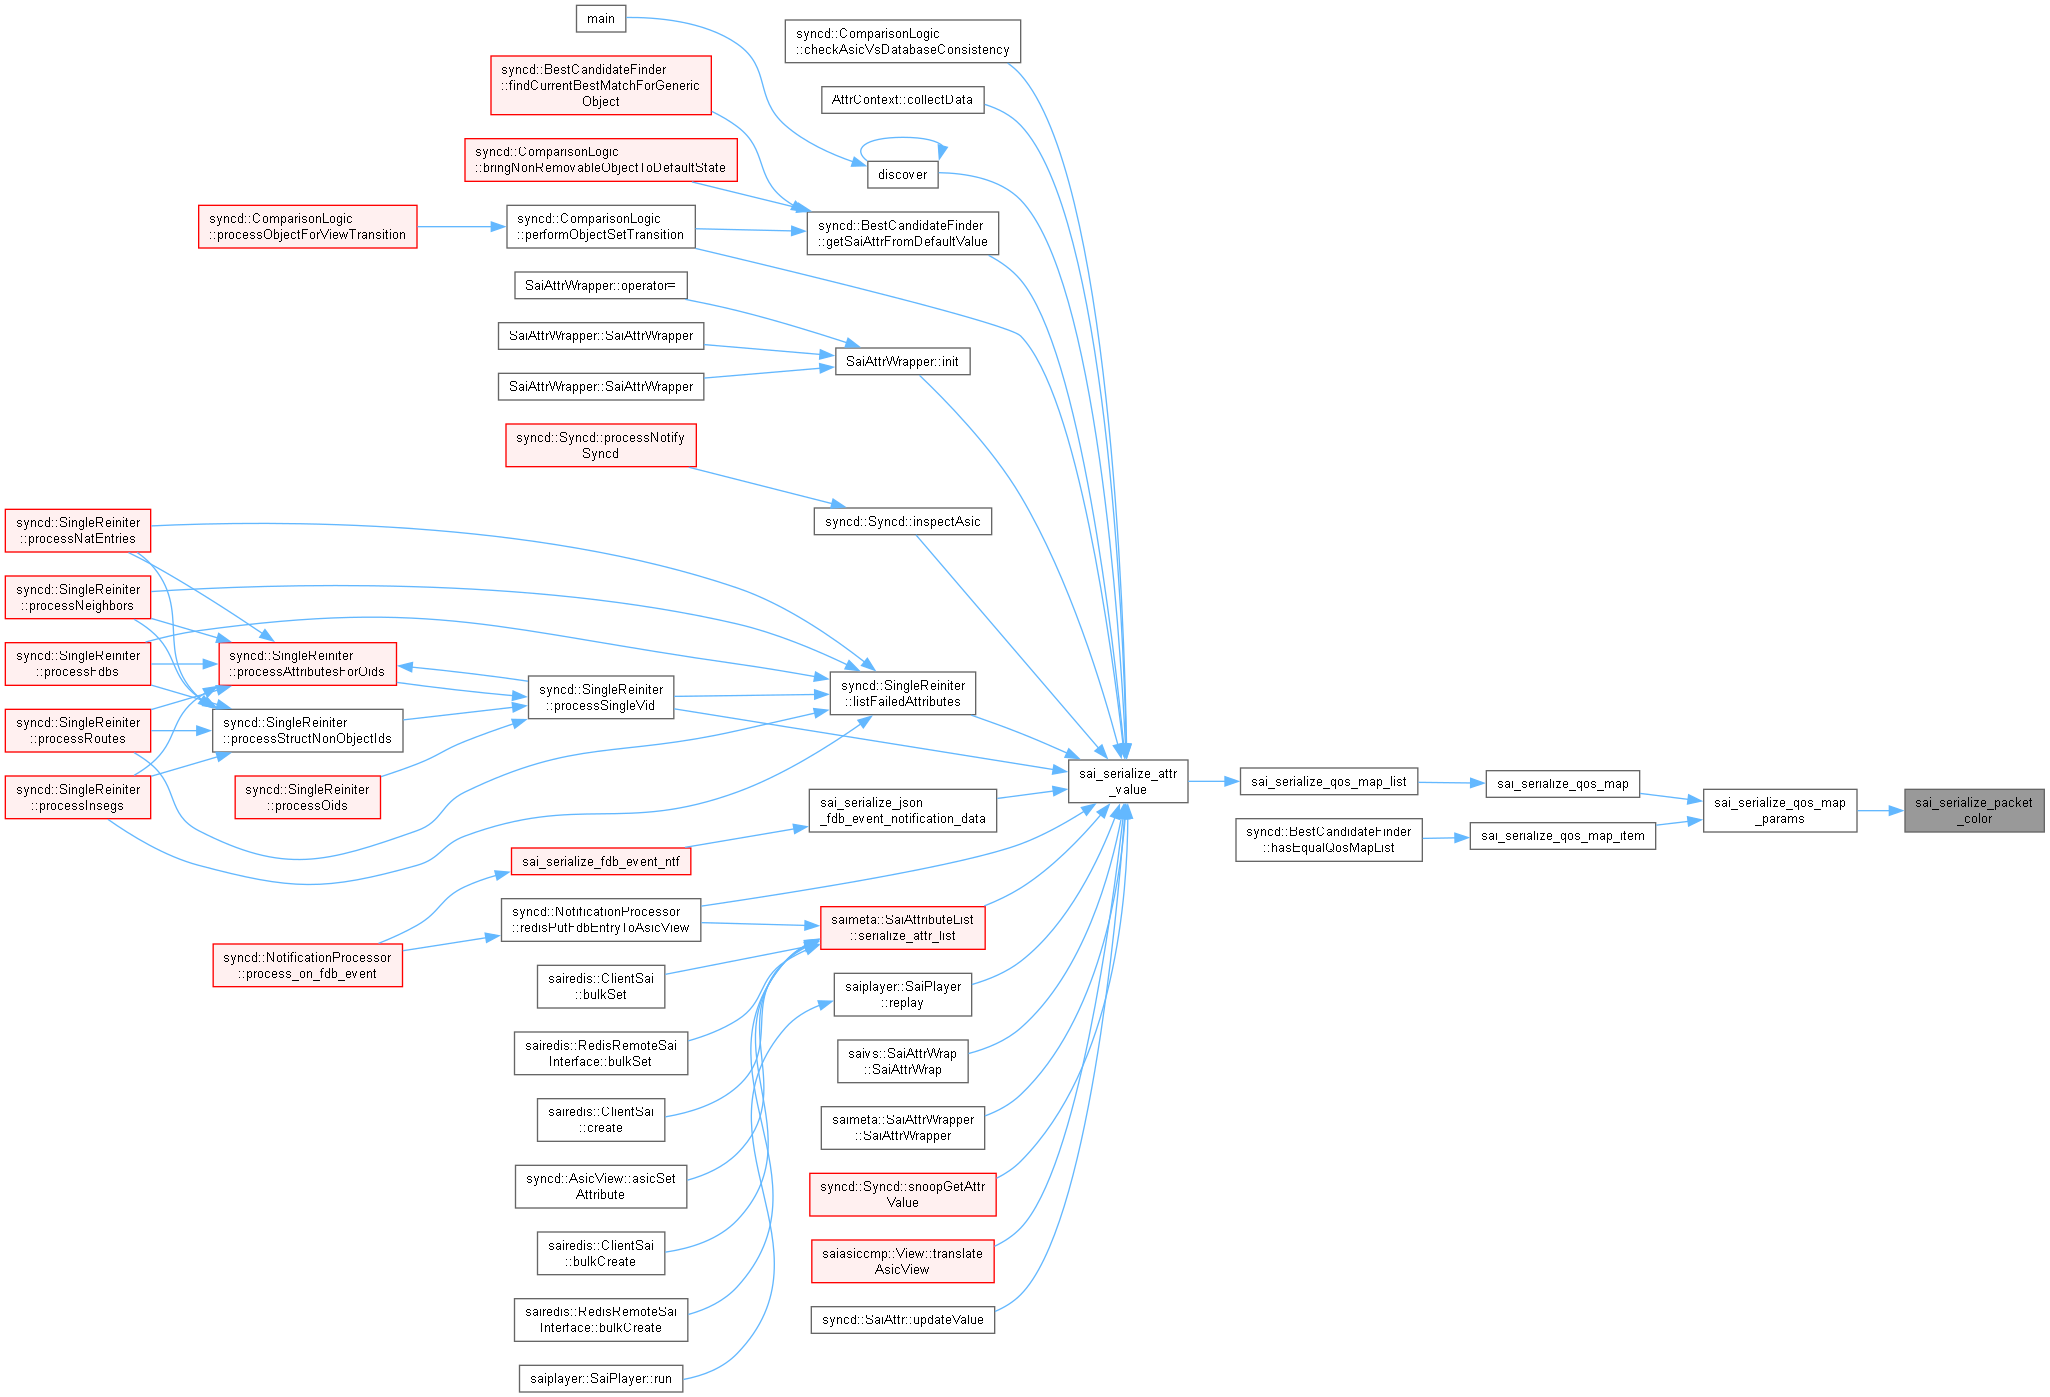 main
syncd::ComparisonLogic
::checkAsicVsDatabaseConsistency
syncd::BestCandidateFinder
::findCurrentBestMatchForGeneric
Object
AttrContext::collectData
syncd::ComparisonLogic
::bringNonRemovableObjectToDefaultState
discover
syncd::ComparisonLogic
::processObjectForViewTransition
syncd::ComparisonLogic
::performObjectSetTransition
syncd::BestCandidateFinder
::getSaiAttrFromDefaultValue
SaiAttrWrapper::operator=
SaiAttrWrapper::SaiAttrWrapper
SaiAttrWrapper::init
SaiAttrWrapper::SaiAttrWrapper
syncd::Syncd::processNotify
Syncd
syncd::Syncd::inspectAsic
syncd::SingleReiniter
::processNatEntries
syncd::SingleReiniter
::processNeighbors
syncd::SingleReiniter
::processFdbs
syncd::SingleReiniter
::processAttributesForOids
syncd::SingleReiniter
::processSingleVid
syncd::SingleReiniter
::listFailedAttributes
syncd::SingleReiniter
::processRoutes
syncd::SingleReiniter
::processStructNonObjectIds
syncd::SingleReiniter
::processInsegs
syncd::SingleReiniter
::processOids
sai_serialize_attr
_value
sai_serialize_qos_map_list
sai_serialize_qos_map
sai_serialize_qos_map
_params
sai_serialize_packet
_color
sai_serialize_json
_fdb_event_notification_data
syncd::BestCandidateFinder
::hasEqualQosMapList
sai_serialize_qos_map_item
sai_serialize_fdb_event_ntf
syncd::NotificationProcessor
::redisPutFdbEntryToAsicView
saimeta::SaiAttributeList
::serialize_attr_list
syncd::NotificationProcessor
::process_on_fdb_event
sairedis::ClientSai
::bulkSet
saiplayer::SaiPlayer
::replay
sairedis::RedisRemoteSai
Interface::bulkSet
saivs::SaiAttrWrap
::SaiAttrWrap
sairedis::ClientSai
::create
saimeta::SaiAttrWrapper
::SaiAttrWrapper
syncd::AsicView::asicSet
Attribute
syncd::Syncd::snoopGetAttr
Value
sairedis::ClientSai
::bulkCreate
saiasiccmp::View::translate
AsicView
sairedis::RedisRemoteSai
Interface::bulkCreate
syncd::SaiAttr::updateValue
saiplayer::SaiPlayer::run